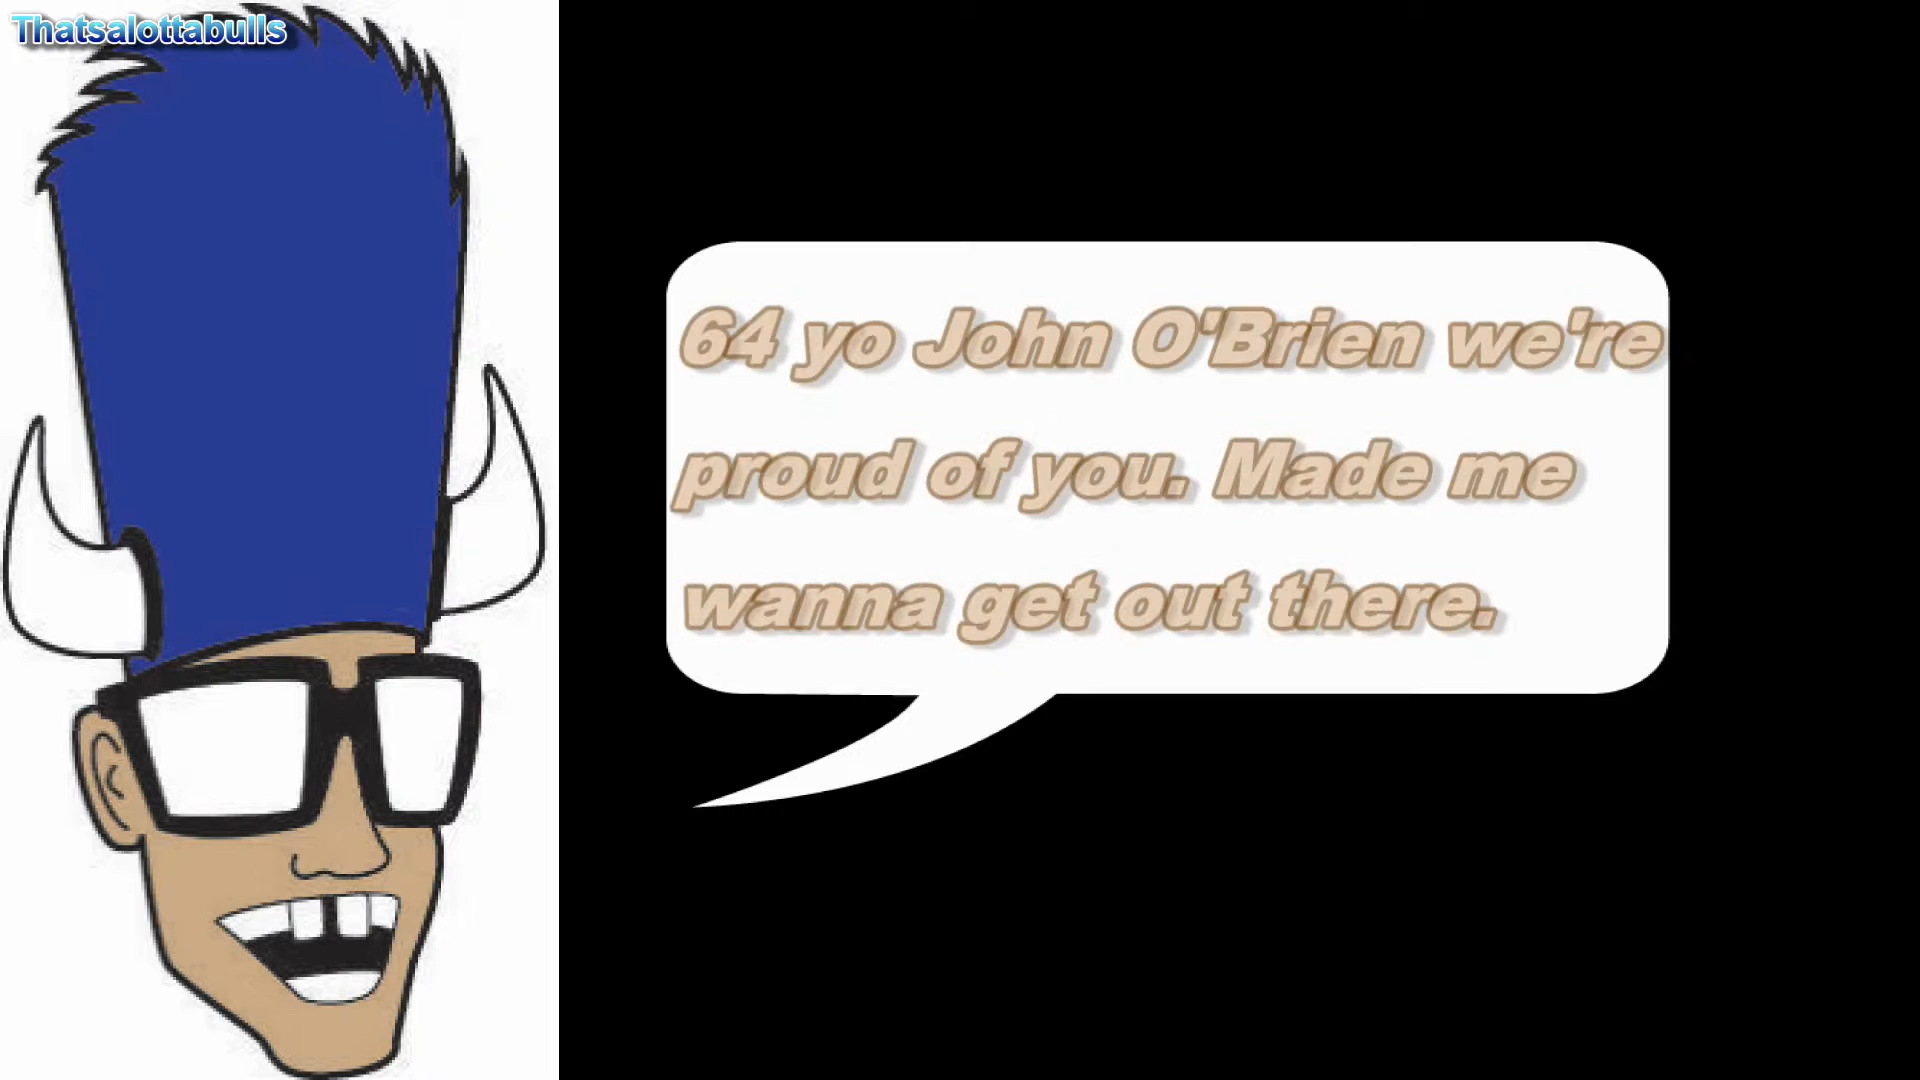 Thatsalottabulls
64 yo John O'Brien we're
proud of you. Made me
wanna get out there.